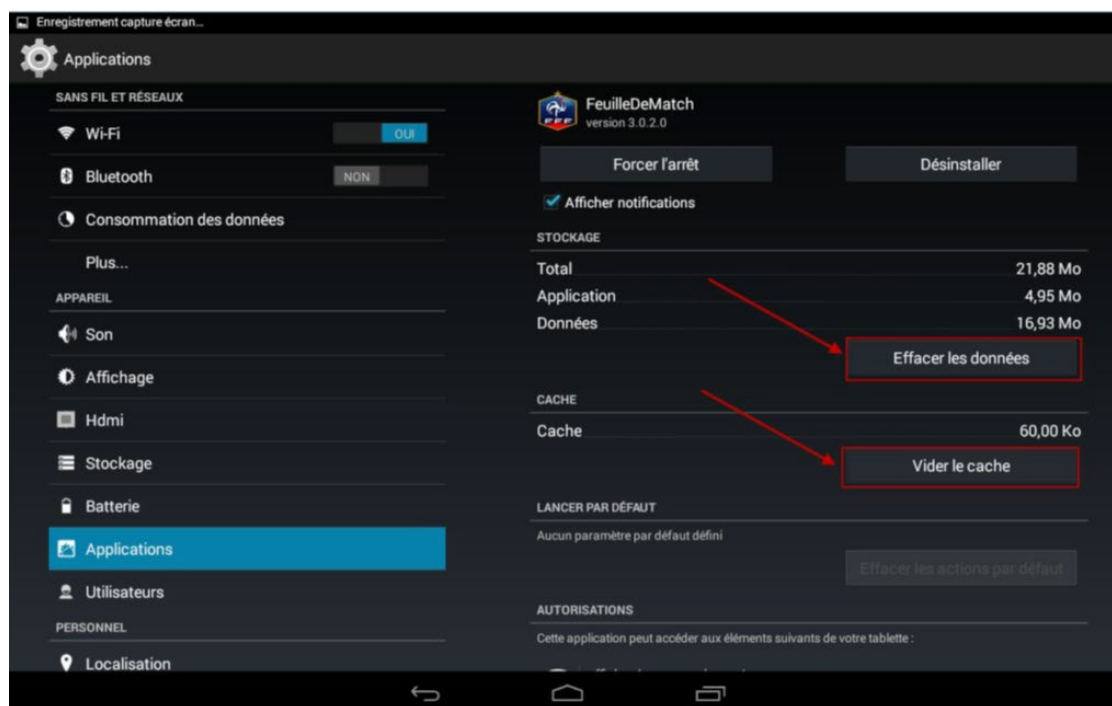 Enregistrement capture écran...
Applications
SANS FIL ET RÉSEAUX
Wi-Fi OUI
Bluetooth NON
Consommation des données
Plus...
APPAREIL
Son
Affichage
Hdmi
Stockage
Batterie
Applications
Utilisateurs
PERSONNEL
Localisation
FFF
FeuilleDeMatch
version 3.0.2.0
Forcer l'arrêt Désinstaller
Afficher notifications
STOCKAGE
Total 21,88 Mo
Application 4,95 Mo
Données 16,93 Mo
Effacer les données
CACHE
Cache 60,00 Ko
Vider le cache
LANCER PAR DÉFAUT
Aucun paramètre par défaut défini
Effacer les actions par défaut
AUTORISATIONS
Cette application peut accéder aux éléments suivants de votre tablette :